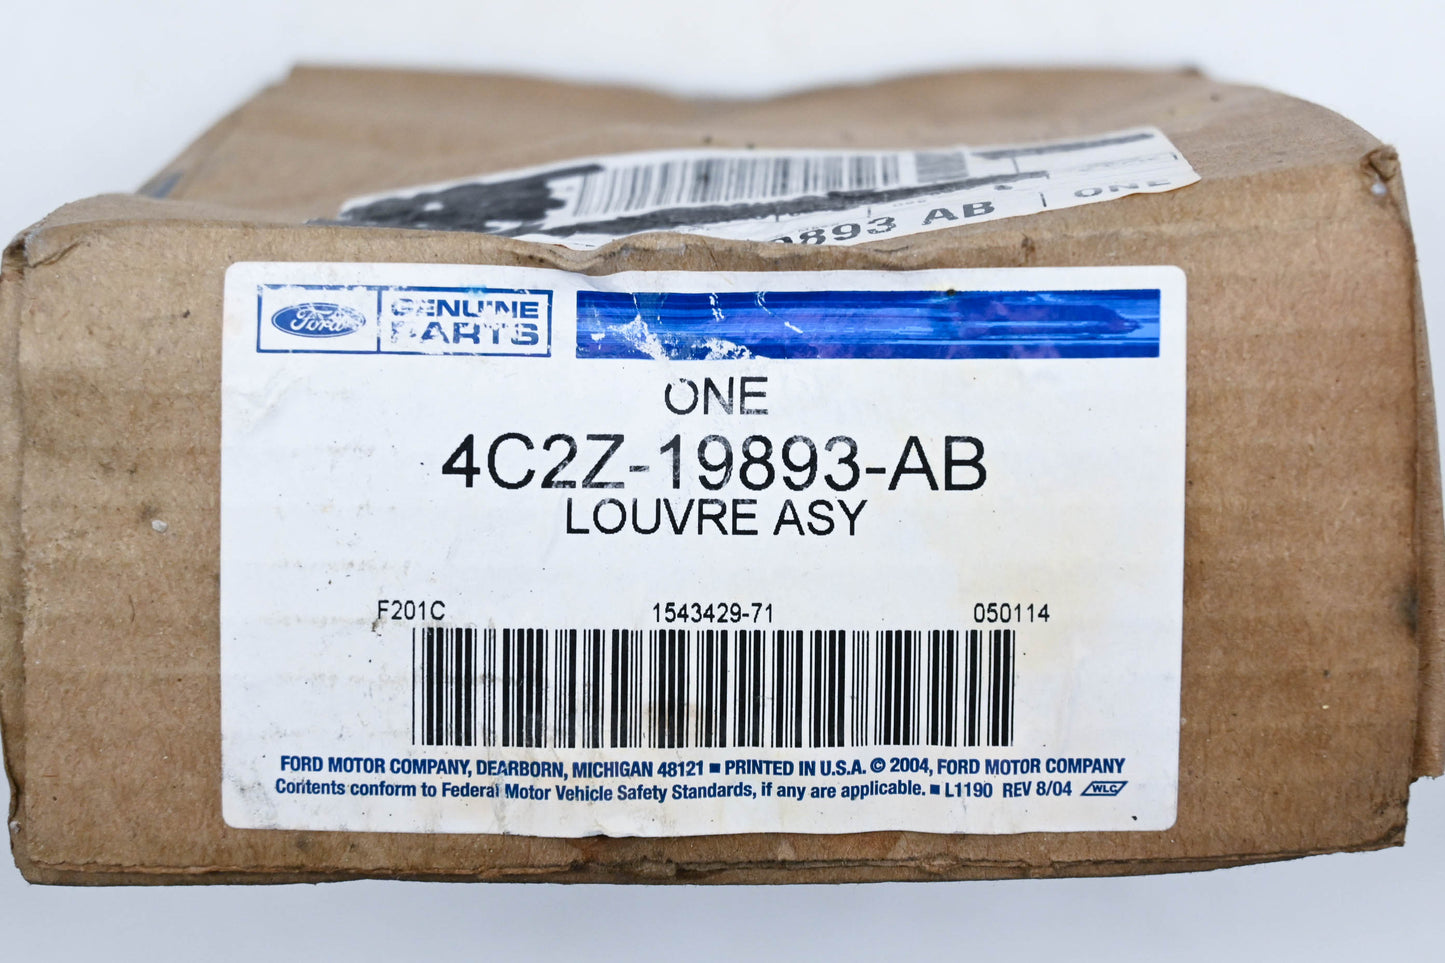 9893 AB ONE
Ford GENUINE PARTS
ONE
4C2Z-19893-AB
LOUVRE ASY
F201C 1543429-71 050114
FORD MOTOR COMPANY, DEARBORN, MICHIGAN 48121 ■ PRINTED IN U.S.A. © 2004, FORD MOTOR COMPANY
Contents conform to Federal Motor Vehicle Safety Standards, if any are applicable. ■ L1190 REV 8/04 WLC